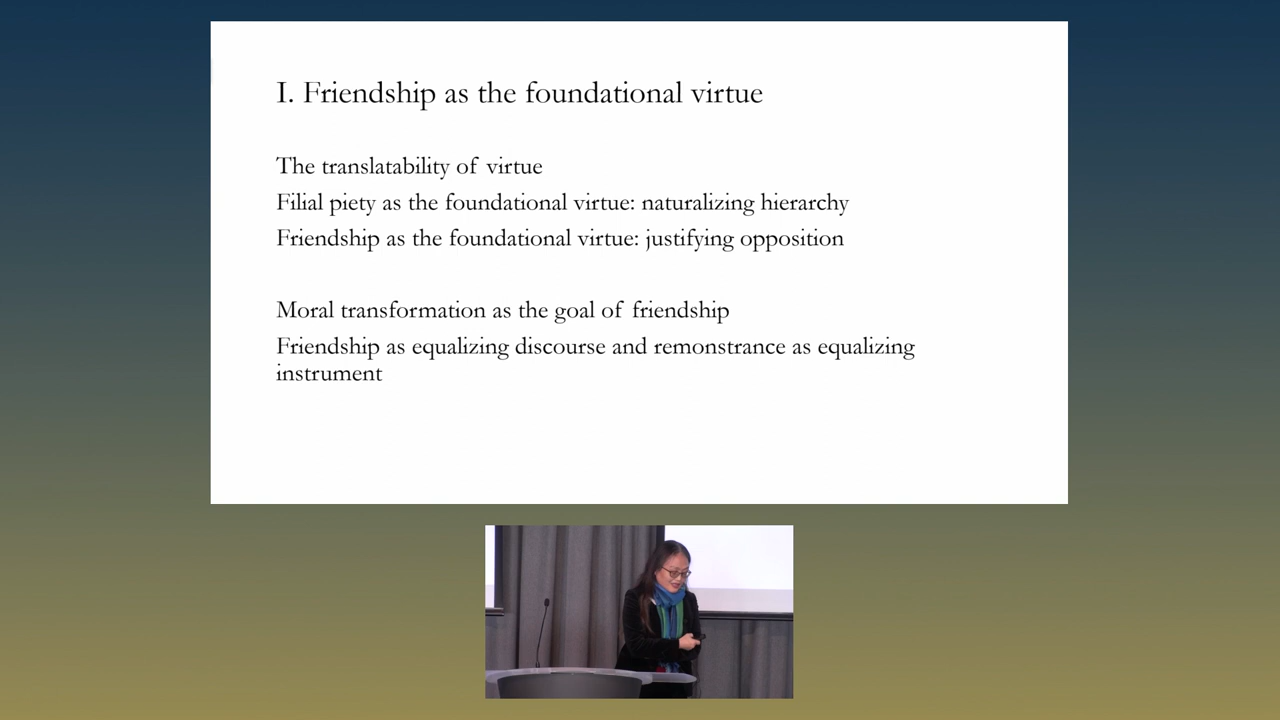 I. Friendship as the foundational virtue
The translatability of virtue
Filial piety as the foundational virtue: naturalizing hierarchy
Friendship as the foundational virtue: justifying opposition
Moral transformation as the goal of friendship
Friendship as equalizing discourse and remonstrance as equalizing
instrument